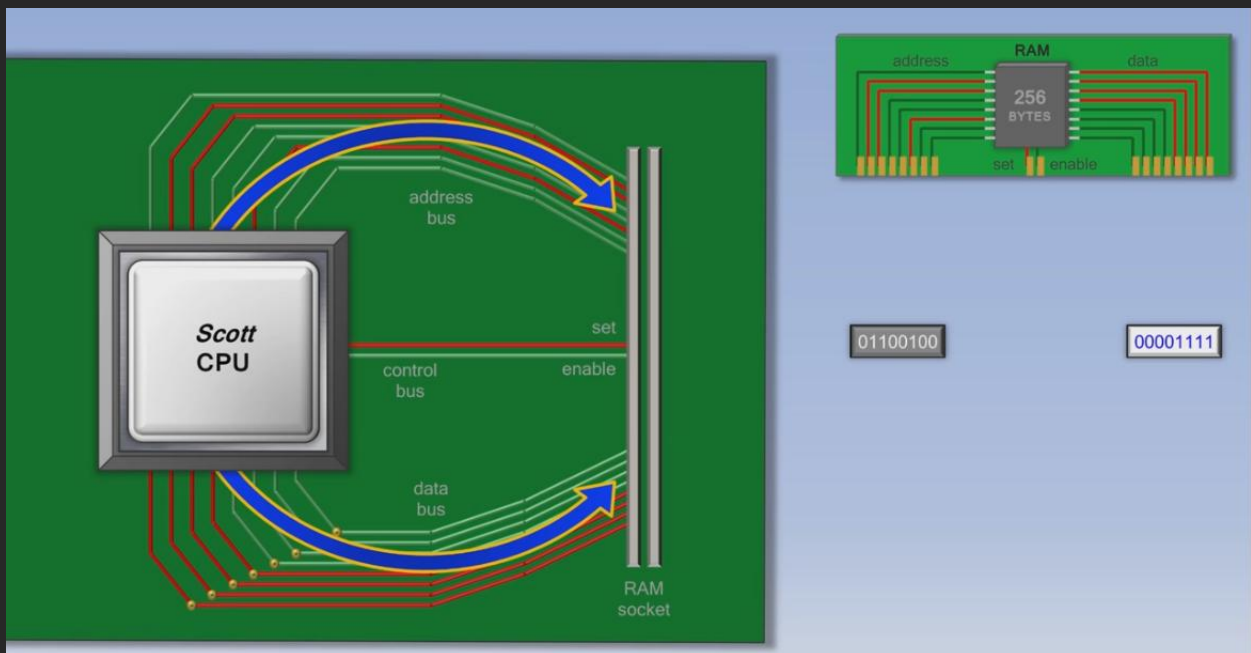 RAM
address
data
256
BYTES
set
enable
address
bus
Scott
CPU
set
control
bus
enable
01100100
00001111
data
bus
RAM
socket